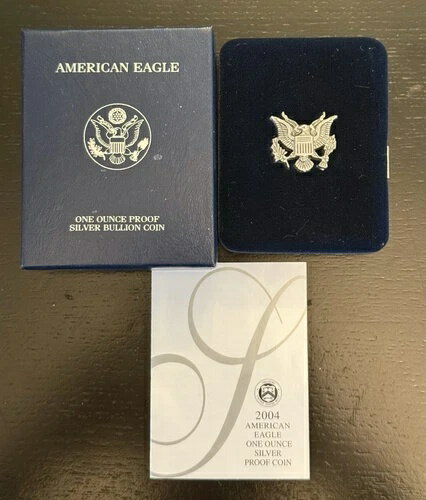 AMERICAN EAGLE
ONE OUNCE PROOF
SILVER BULLION COIN
2004
AMERICAN
EAGLE
ONE OUNCE
SILVER
PROOF COIN